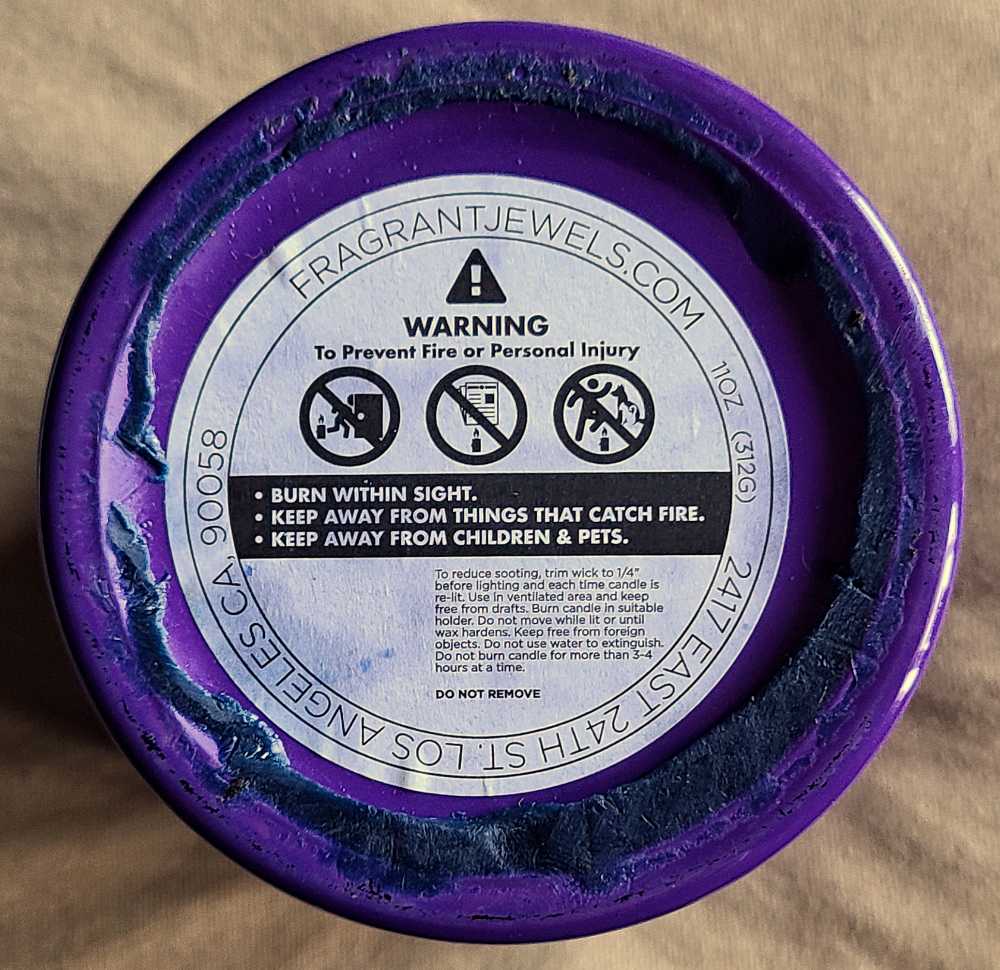 FRAGRANTJEWELS.COM
11OZ (312G)
2417 EAST 24TH ST. LOS ANGELES CA, 90058
WARNING
To Prevent Fire or Personal Injury
• BURN WITHIN SIGHT.
• KEEP AWAY FROM THINGS THAT CATCH FIRE.
• KEEP AWAY FROM CHILDREN & PETS.
To reduce sooting, trim wick to 1/4"
before lighting and each time candle is
re-lit. Use in ventilated area and keep
free from drafts. Burn candle in suitable
holder. Do not move while lit or until
wax hardens. Keep free from foreign
objects. Do not use water to extinguish.
Do not burn candle for more than 3-4
hours at a time.
DO NOT REMOVE